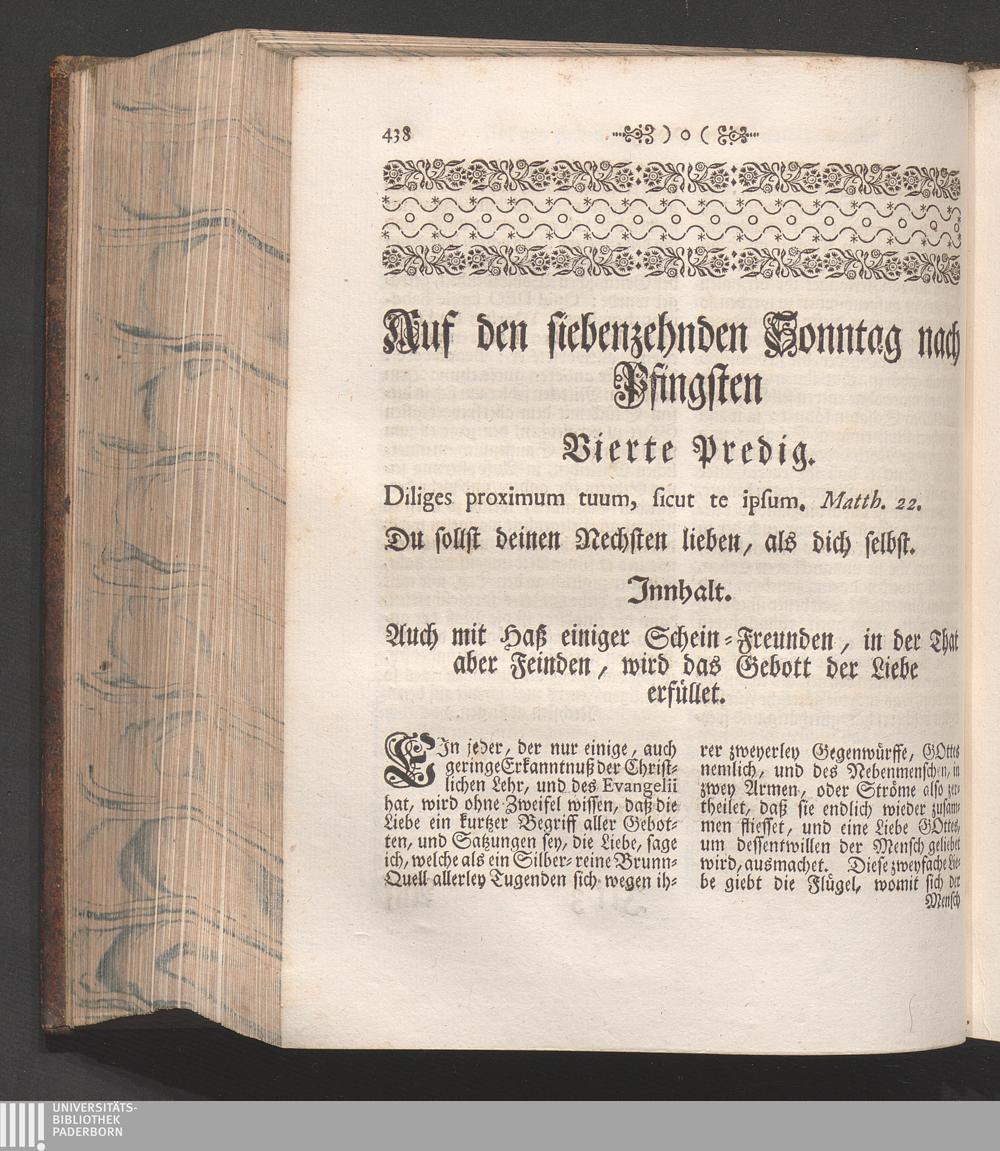 438 ) o (
Auf den siebenzehnden Sonntag nach
Pfingsten
Vierte Predig.
Diliges proximum tuum, sicut te ipsum. Matth. 22.
Du sollst deinen Nechsten lieben, als dich selbst.
Innhalt.
Auch mit Haß einiger Schein-Freunden, in der That
aber Feinden, wird das Gebott der Liebe
erfüllet.
EIn jeder, der nur einige, auch
geringe Erkanntnuß der Christ-
lichen Lehr, und des Evangelii
hat, wird ohne Zweifel wissen, daß die
Liebe ein kurtzer Begriff aller Gebot-
ten, und Satzungen sey, die Liebe, sage
ich, welche als ein Silber-reine Brunn-
Quell allerley Tugenden sich wegen ih-
rer zweyerley Gegenwürffe, GOttes
nemlich, und des Nebenmenschen, in
zwey Armen, oder Ströme also zer-
theilet, daß sie endlich wieder zusam-
men fliesset, und eine Liebe GOttes,
um dessentwillen der Mensch geliebet
wird, ausmachet. Diese zweyfache Lie-
be giebt die Flügel, womit sich der
Mensch
UNIVERSITÄTS-
BIBLIOTHEK
PADERBORN